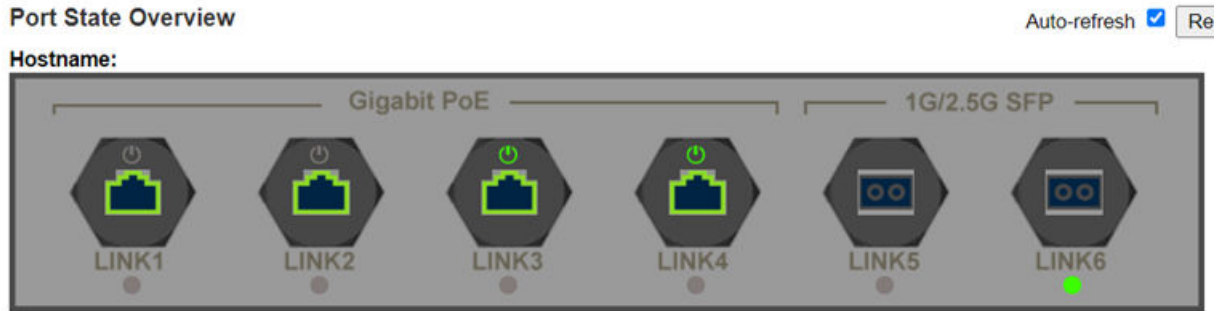 Port State Overview
Auto-refresh Re
Hostname:
Gigabit PoE 1G/2.5G SFP
LINK1 LINK2 LINK3 LINK4 LINK5 LINK6